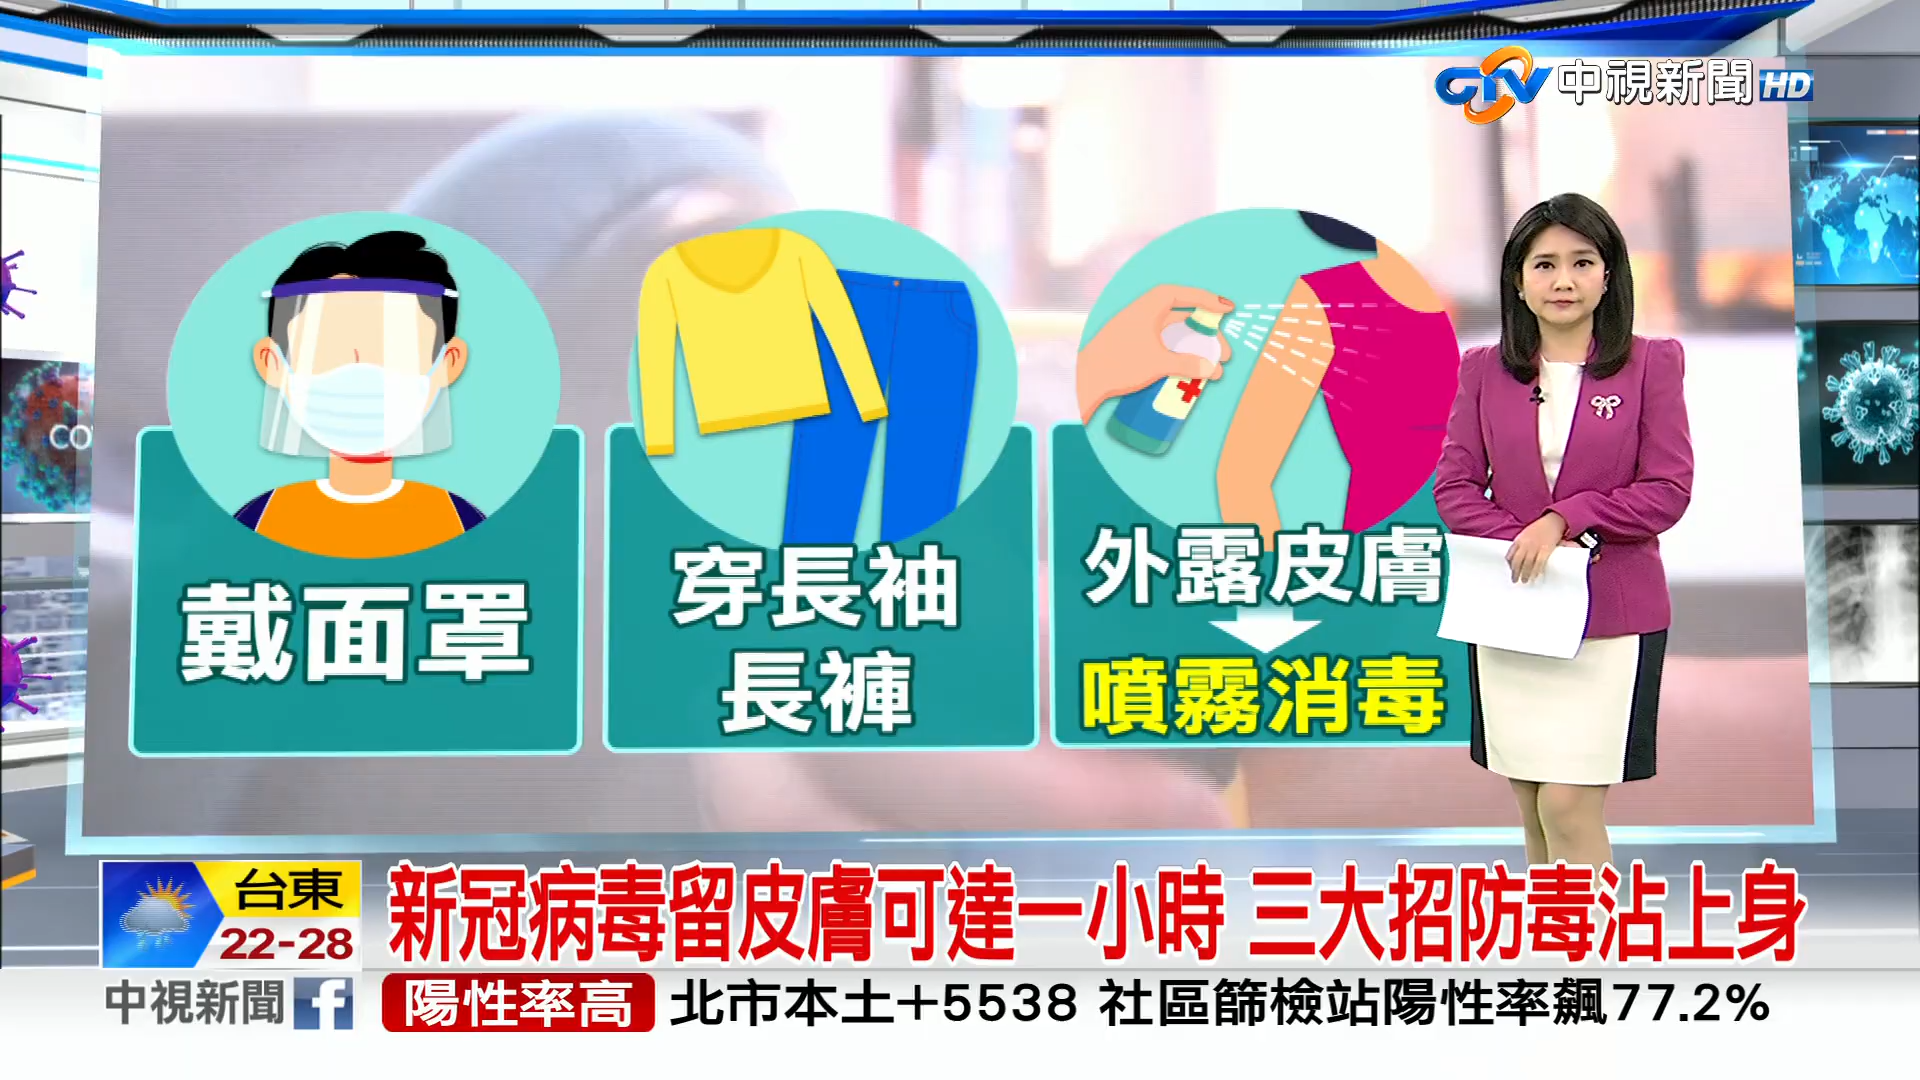 CTV 中視新聞 HD
CO
戴面罩
穿長袖
長褲
外露皮膚
噴霧消毒
台東
22-28
新冠病毒留皮膚可達一小時 三大招防毒沾上身
中視新聞 f
陽性率高 北市本土+5538 社區篩檢站陽性率飆77.2%